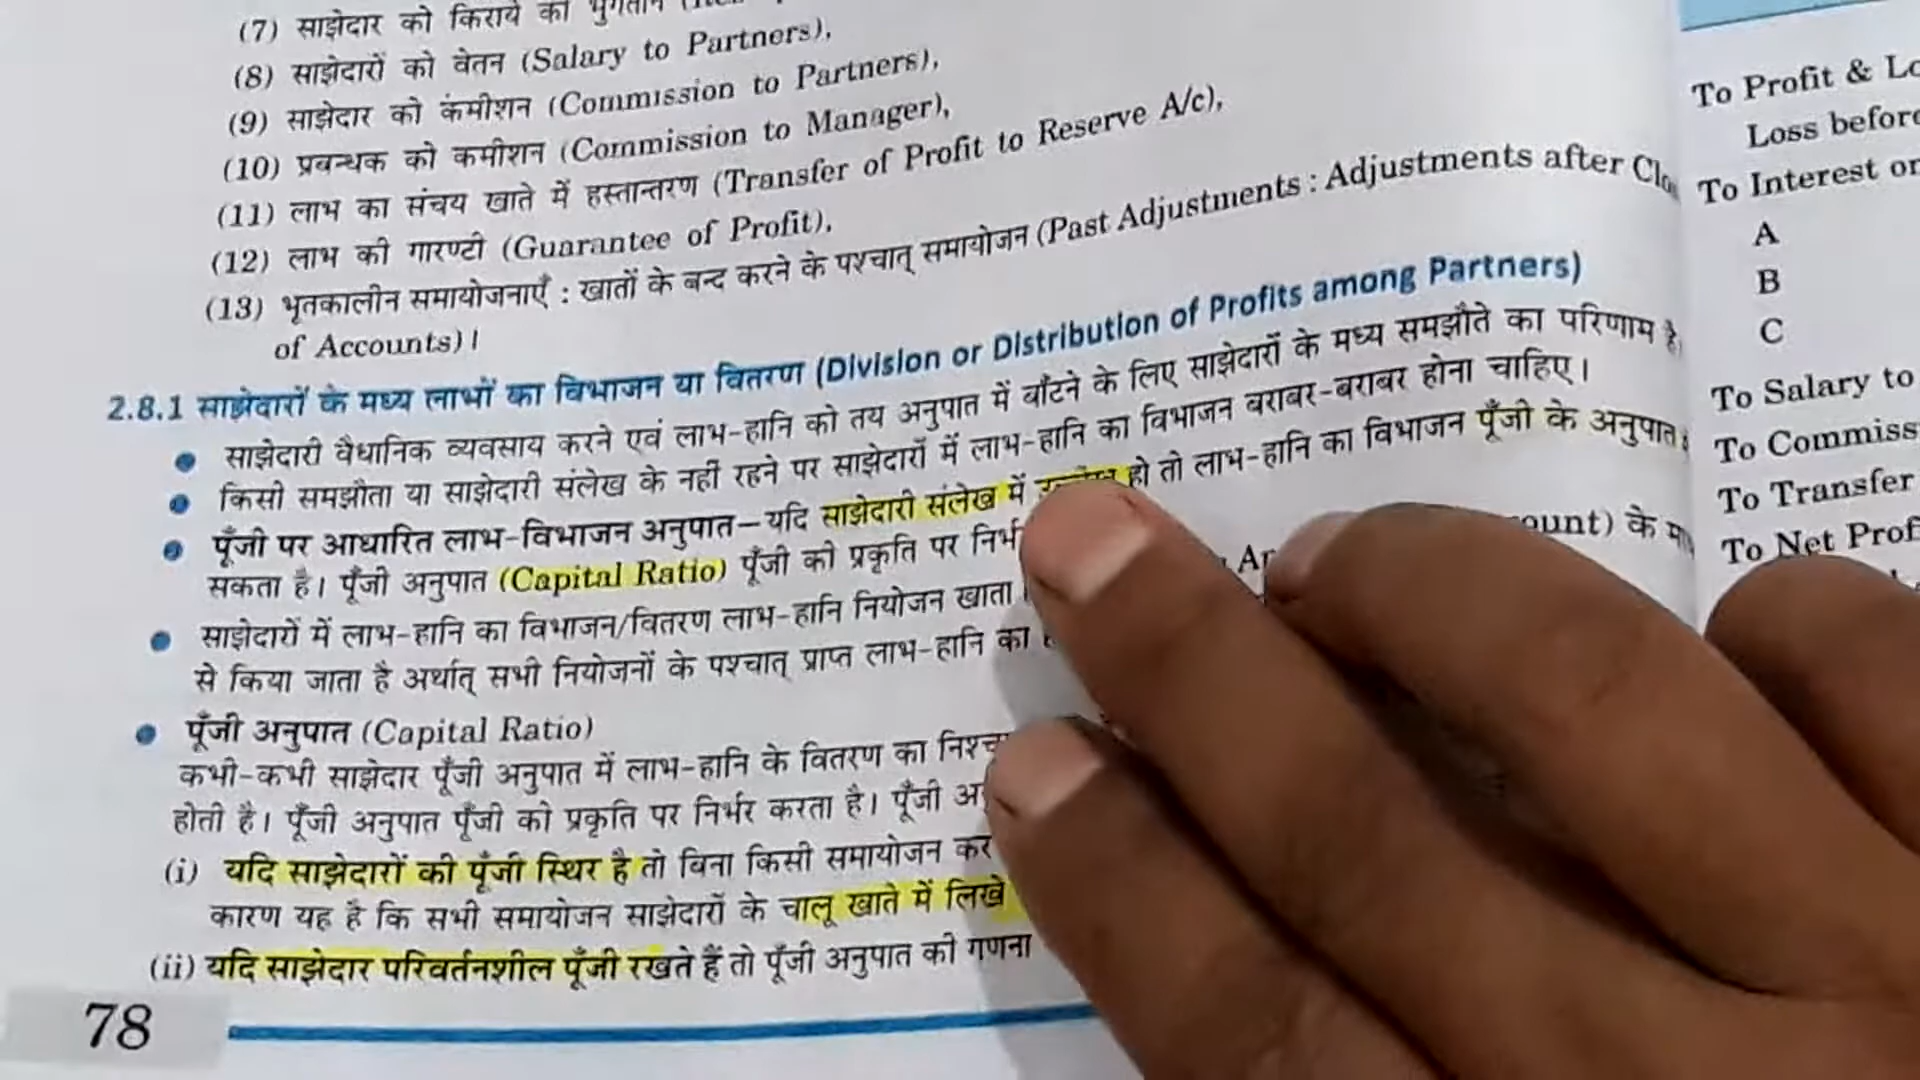 (7) साझेदार को किराये का भुगतान
(8) साझेदारों को वेतन (Salary to Partners),
(9) साझेदार को कमीशन (Commission to Partners),
(10) प्रबन्धक को कमीशन (Commission to Manager),
(11) लाभ का संचय खाते में हस्तान्तरण (Transfer of Profit to Reserve A/c),
(12) लाभ की गारण्टी (Guarantee of Profit),
(13) भूतकालीन समायोजनाएँ : खातों के बन्द करने के पश्चात् समायोजन (Past Adjustments : Adjustments after Clo
of Accounts)।
2.8.1 साझेदारों के मध्य लाभों का विभाजन या वितरण (Division or Distribution of Profits among Partners)
● साझेदारी वैधानिक व्यवसाय करने एवं लाभ-हानि को तय अनुपात में बाँटने के लिए साझेदारों के मध्य समझौते का परिणाम है
● किसी समझौता या साझेदारी संलेख के नहीं रहने पर साझेदारों में लाभ-हानि का विभाजन बराबर-बराबर होना चाहिए।
● पूँजी पर आधारित लाभ-विभाजन अनुपात—यदि साझेदारी संलेख में हो तो लाभ-हानि का विभाजन पूँजी के अनुपात
सकता है। पूँजी अनुपात (Capital Ratio) पूँजी की प्रकृति पर निर्भ
● साझेदारों में लाभ-हानि का विभाजन/वितरण लाभ-हानि नियोजन खाता ount) के
से किया जाता है अर्थात् सभी नियोजनों के पश्चात् प्राप्त लाभ-हानि का
● पूँजी अनुपात (Capital Ratio)
कभी-कभी साझेदार पूँजी अनुपात में लाभ-हानि के वितरण का निश्च
होती है। पूँजी अनुपात पूँजी की प्रकृति पर निर्भर करता है। पूँजी अ
(i) यदि साझेदारों की पूँजी स्थिर है तो बिना किसी समायोजन कर
कारण यह है कि सभी समायोजन साझेदारों के चालू खाते में लिखे
(ii) यदि साझेदार परिवर्तनशील पूँजी रखते हैं तो पूँजी अनुपात की गणना
78
To Profit & Lo
Loss before
To Interest on
A
B
C
To Salary to
To Commiss
To Transfer
To Net Prof